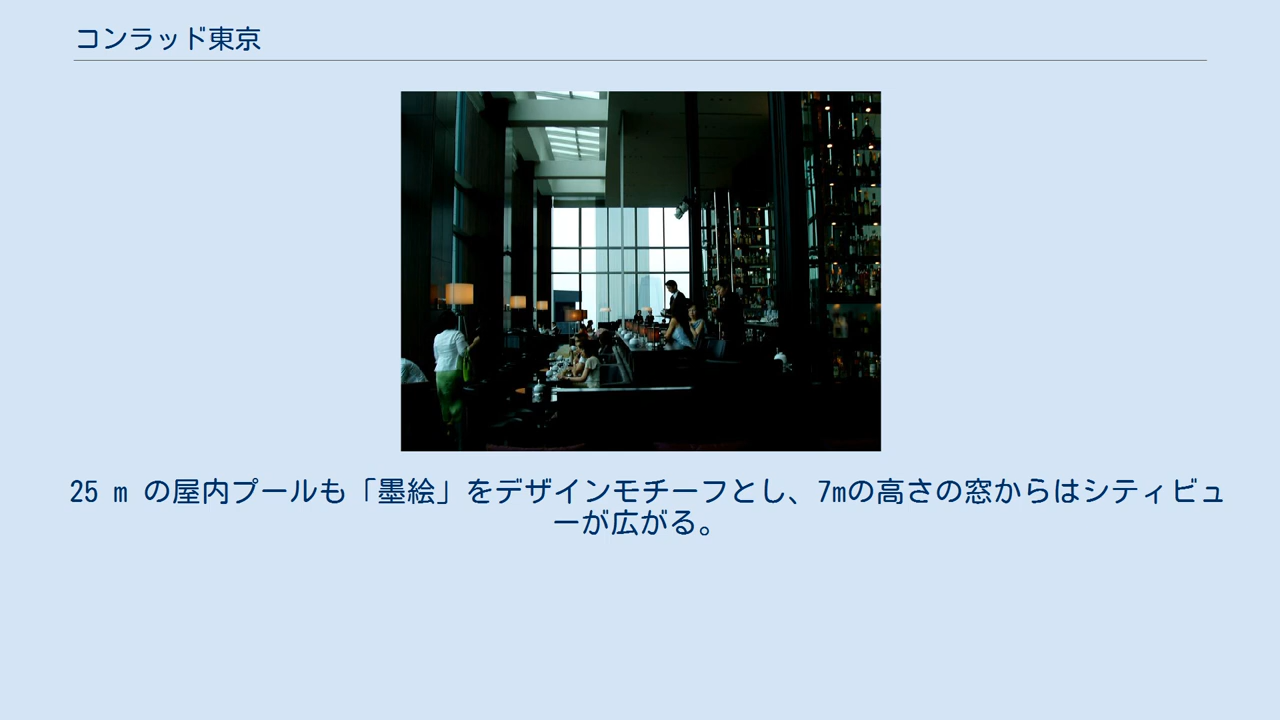 コンラッド東京
25 m の屋内プールも「墨絵」をデザインモチーフとし、7mの高さの窓からはシティビュ
ーが広がる。